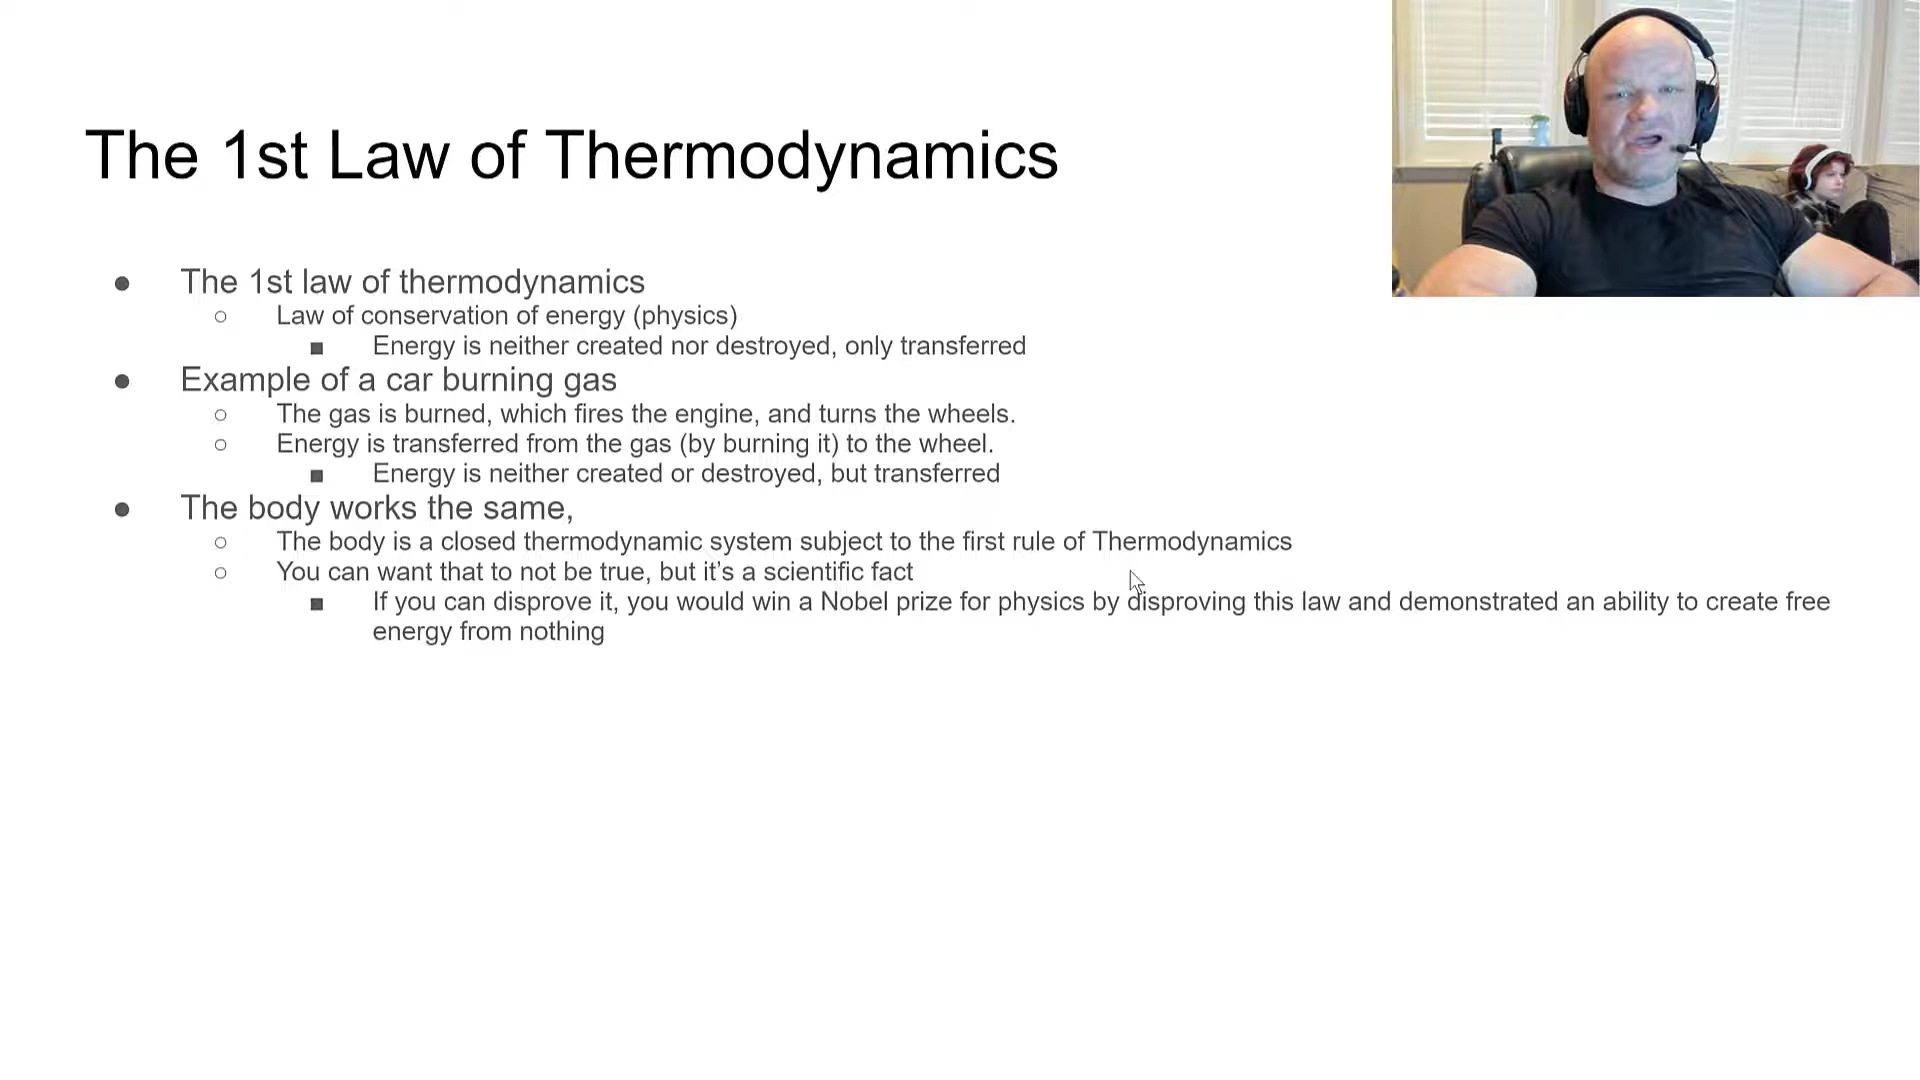 The 1st Law of Thermodynamics
● The 1st law of thermodynamics
○ Law of conservation of energy (physics)
■ Energy is neither created nor destroyed, only transferred
● Example of a car burning gas
○ The gas is burned, which fires the engine, and turns the wheels.
○ Energy is transferred from the gas (by burning it) to the wheel.
■ Energy is neither created or destroyed, but transferred
● The body works the same,
○ The body is a closed thermodynamic system subject to the first rule of Thermodynamics
○ You can want that to not be true, but it’s a scientific fact
■ If you can disprove it, you would win a Nobel prize for physics by disproving this law and demonstrated an ability to create free
energy from nothing